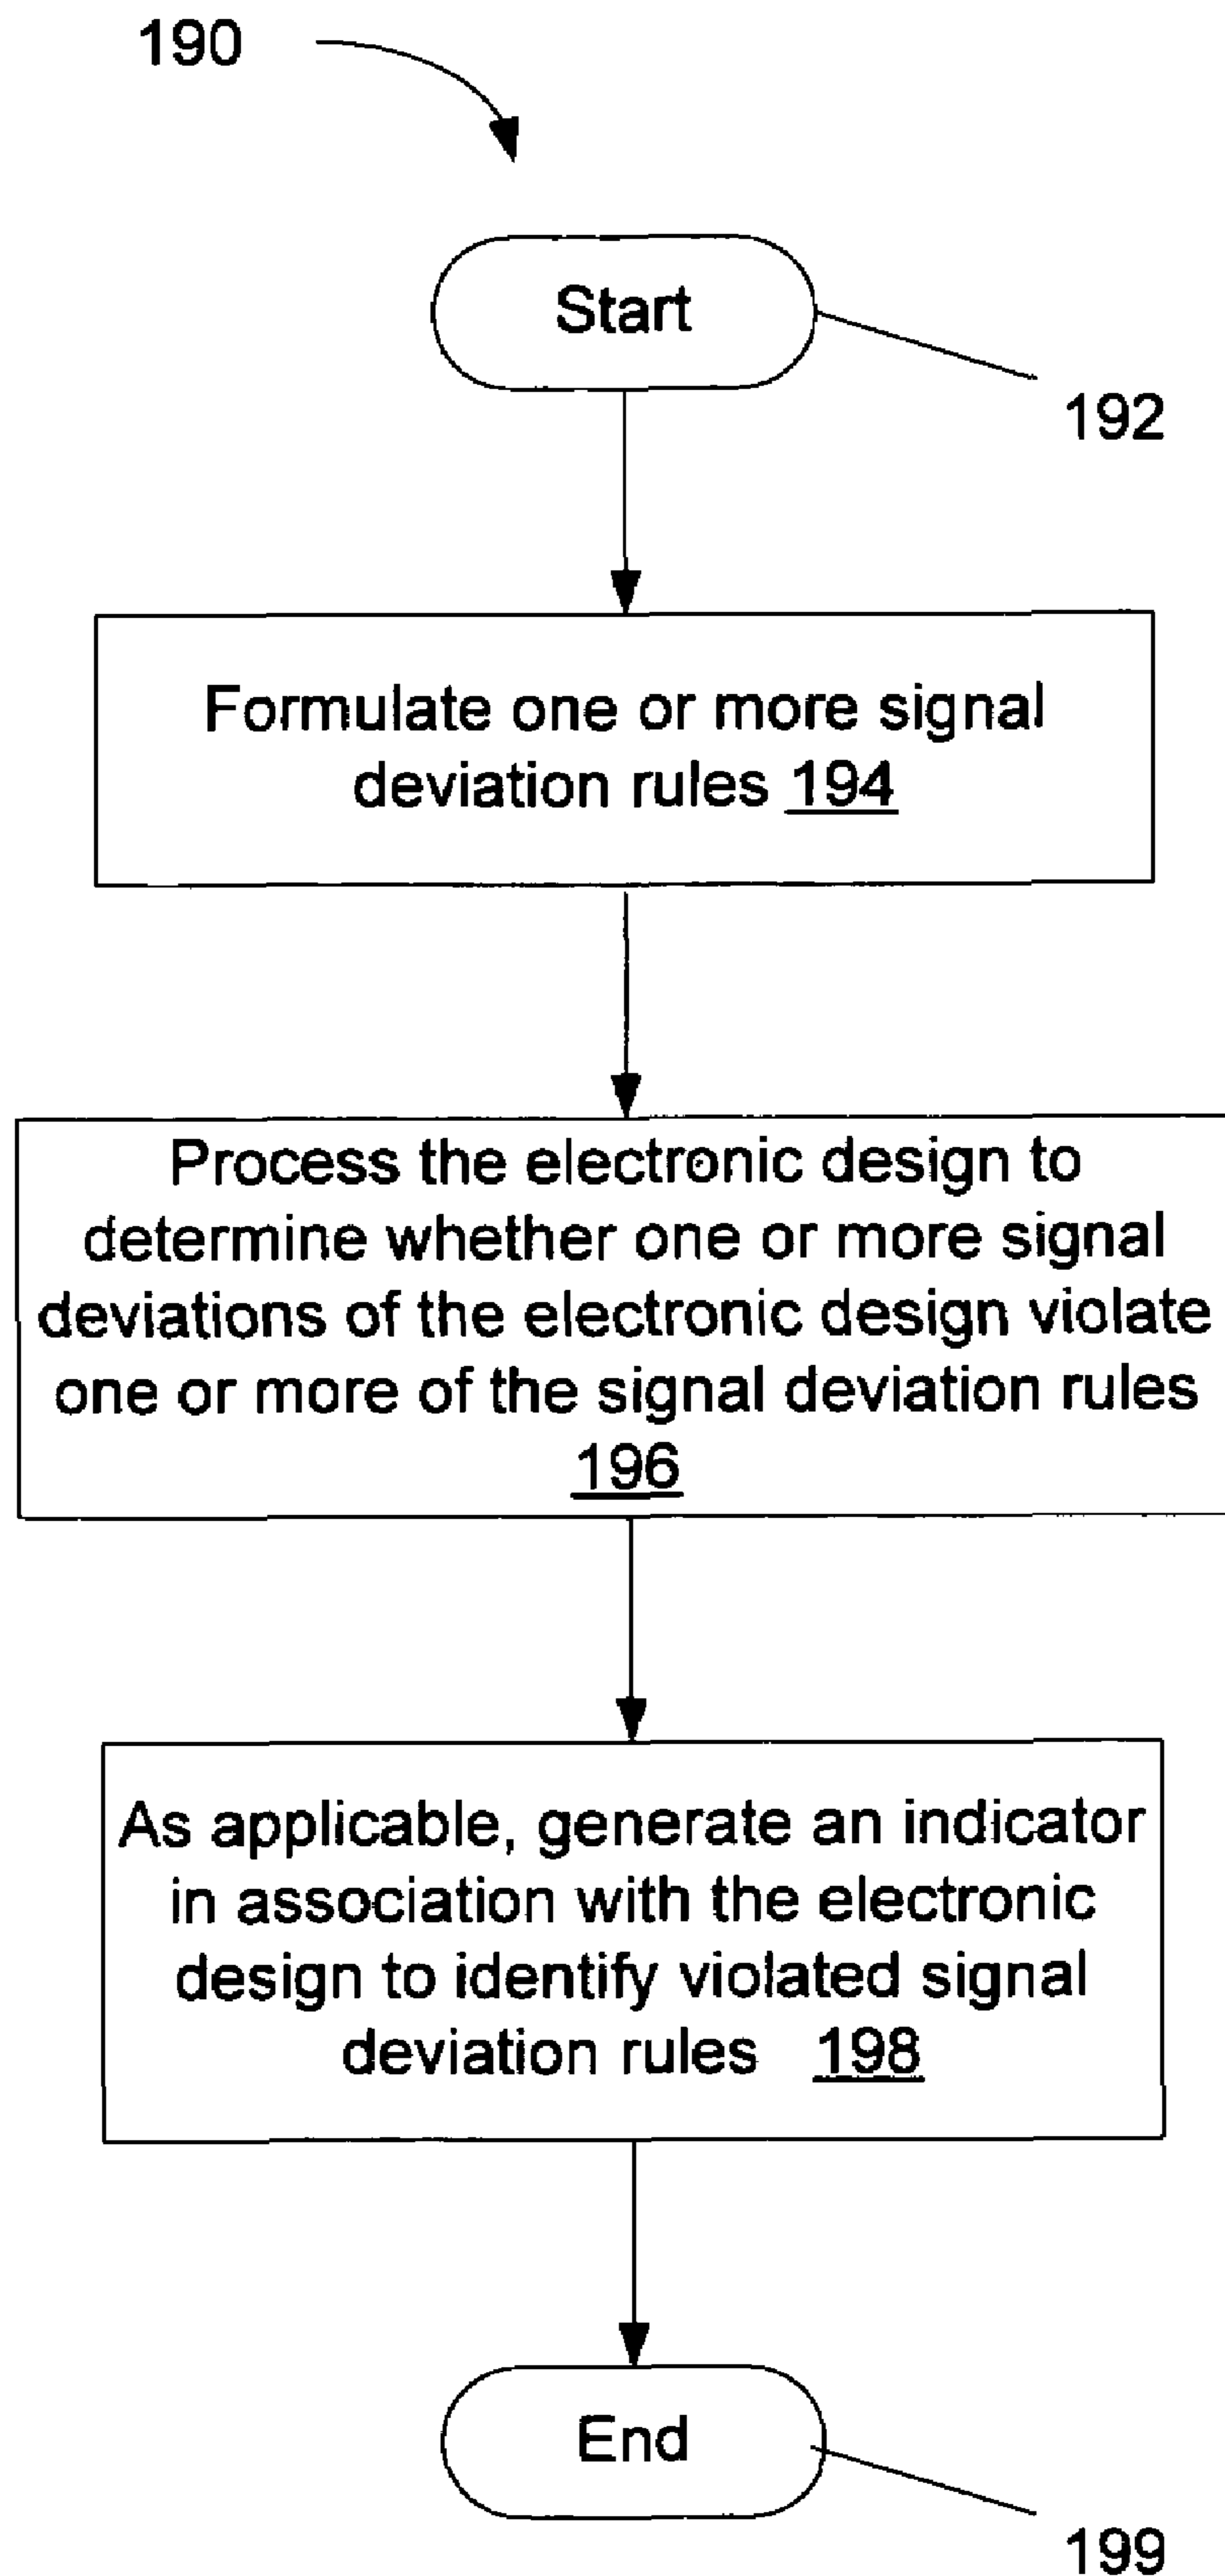 190
Start
192
Formulate one or more signal
deviation rules 194
Process the electronic design to
determine whether one or more signal
deviations of the electronic design violate
one or more of the signal deviation rules
196
As applicable, generate an indicator
in association with the electronic
design to identify violated signal
deviation rules 198
End
199